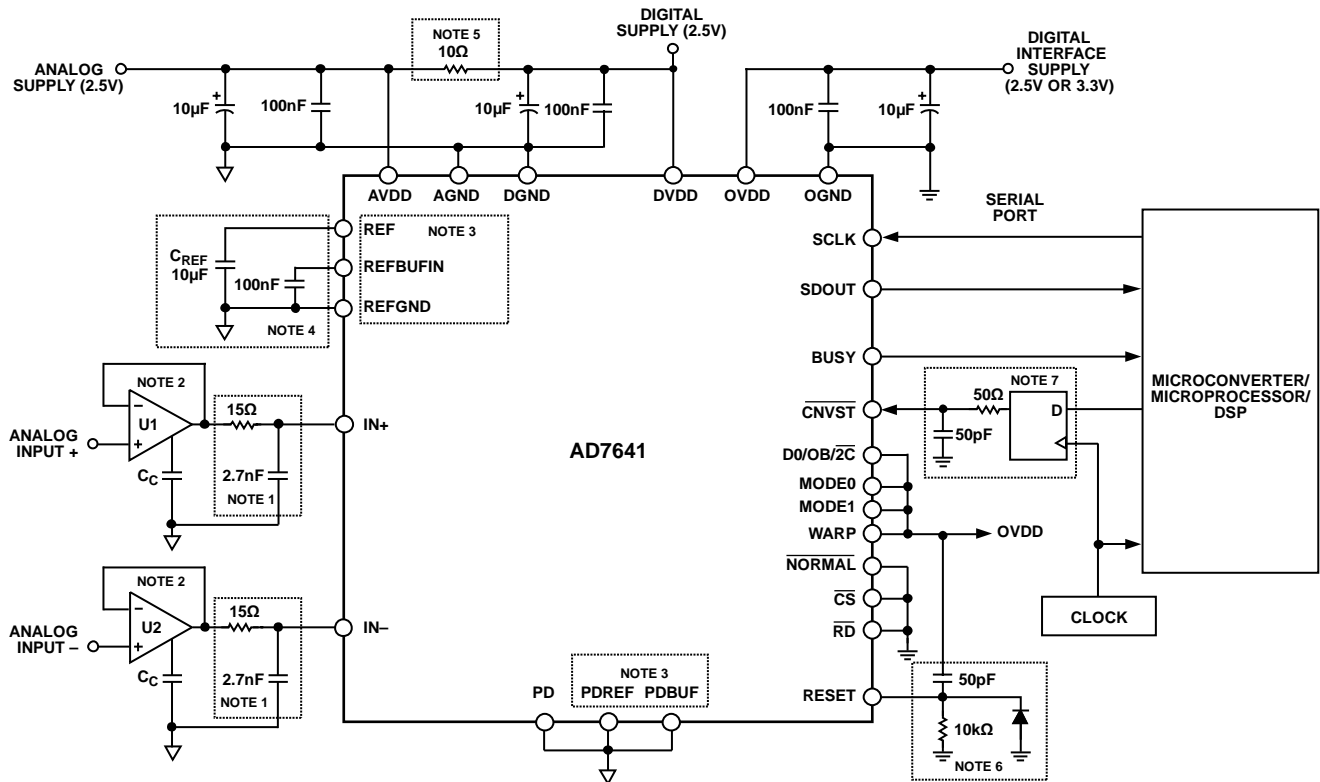 DIGITAL
SUPPLY (2.5V)
NOTE 5
10Ω
DIGITAL
INTERFACE
SUPPLY
(2.5V OR 3.3V)
ANALOG
SUPPLY (2.5V)
+
10µF
100nF
+
10µF
100nF
100nF
+
10µF
AVDD
AGND
DGND
DVDD
OVDD
OGND
SERIAL
PORT
REF
NOTE 3
SCLK
CREF
10µF
100nF
REFBUFIN
REFGND
NOTE 4
SDOUT
BUSY
MICROCONVERTER/
MICROPROCESSOR/
DSP
NOTE 7
50Ω
D
CNVST
50pF
NOTE 2
–
U1
+
ANALOG
INPUT +
15Ω
IN+
CC
2.7nF
NOTE 1
AD7641
D0/OB/2C
MODE0
MODE1
WARP
OVDD
NORMAL
CS
RD
CLOCK
NOTE 2
–
U2
+
ANALOG
INPUT –
15Ω
IN–
CC
2.7nF
NOTE 1
NOTE 3
PD
PDREF
PDBUF
RESET
50pF
10kΩ
NOTE 6